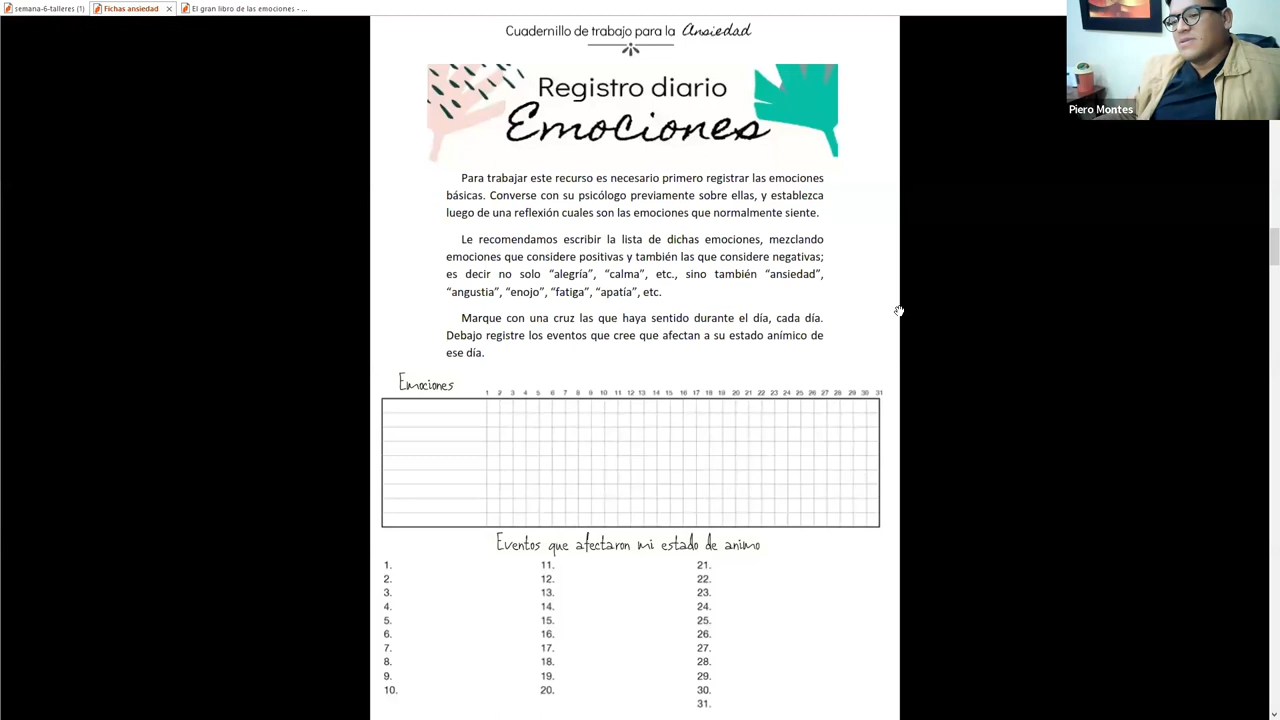 semana-6-talleres (1)
Fichas ansiedad
El gran libro de las emociones - ...
Cuadernillo de trabajo para la Ansiedad
Registro diario
Emociones
Para trabajar este recurso es necesario primero registrar las emociones
básicas. Converse con su psicólogo previamente sobre ellas, y establezca
luego de una reflexión cuales son las emociones que normalmente siente.
Le recomendamos escribir la lista de dichas emociones, mezclando
emociones que considere positivas y también las que considere negativas;
es decir no solo “alegría”, “calma”, etc., sino también “ansiedad”,
“angustia”, “enojo”, “fatiga”, “apatía”, etc.
Marque con una cruz las que haya sentido durante el día, cada día.
Debajo registre los eventos que cree que afectan a su estado anímico de
ese día.
Emociones
1 2 3 4 5 6 7 8 9 10 11 12 13 14 15 16 17 18 19 20 21 22 23 24 25 26 27 28 29 30 31
Eventos que afectaron mi estado de animo
1. 11. 21.
2. 12. 22.
3. 13. 23.
4. 14. 24.
5. 15. 25.
6. 16. 26.
7. 17. 27.
8. 18. 28.
9. 19. 29.
10. 20. 30.
31.
Piero Montes